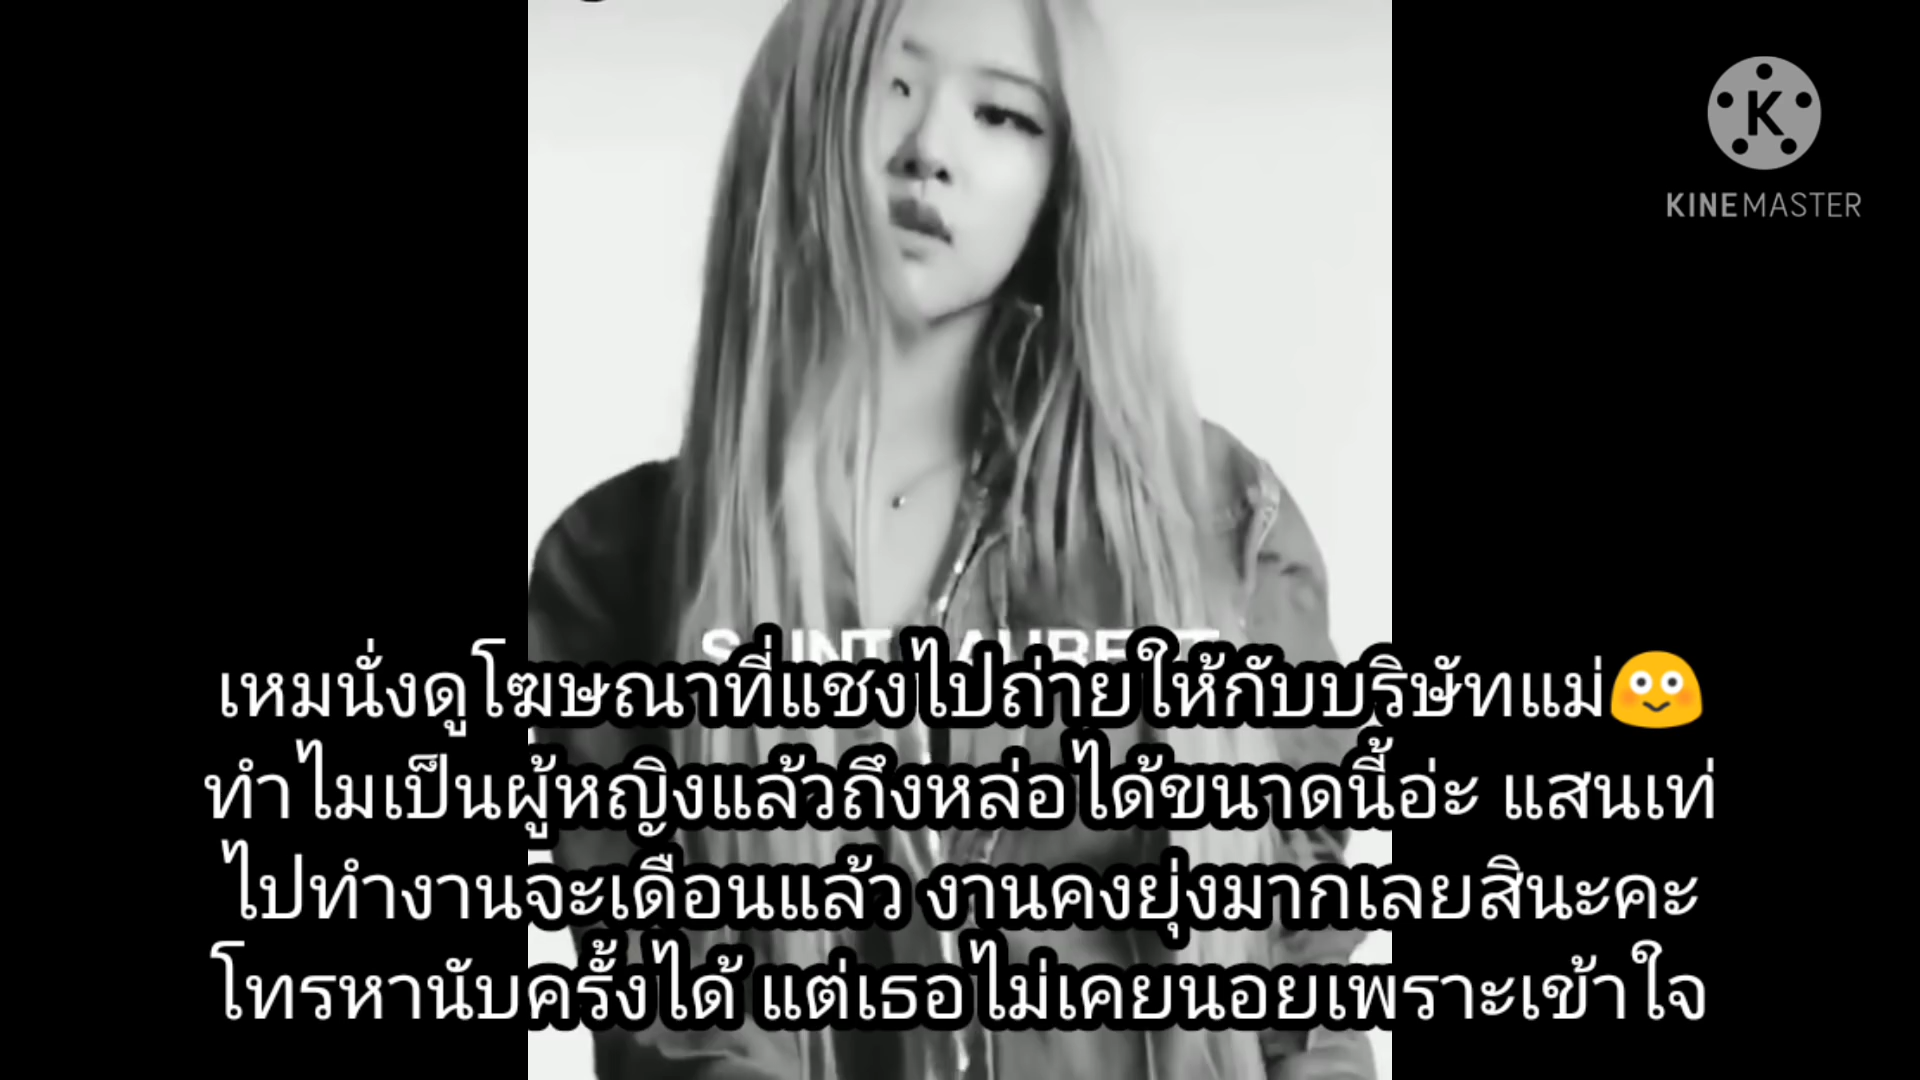 K
KINEMASTER
SAINT LAURENT
เหมนั่งดูโฆษณาที่แชงไปถ่ายให้กับบริษัทแม่😳
ทำไมเป็นผู้หญิงแล้วถึงหล่อได้ขนาดนี้อ่ะ แสนเท่
ไปทำงานจะเดือนแล้ว งานคงยุ่งมากเลยสินะคะ
โทรหานับครั้งได้ แต่เธอไม่เคยนอยเพราะเข้าใจ